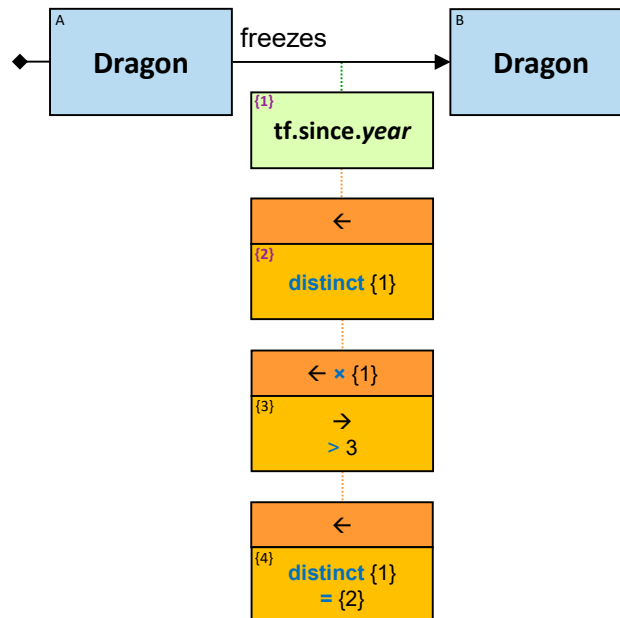 A
Dragon
freezes
B
Dragon
{1}
tf.since.year
←
{2}
distinct {1}
← × {1}
{3}
→
> 3
←
{4}
distinct {1}
= {2}